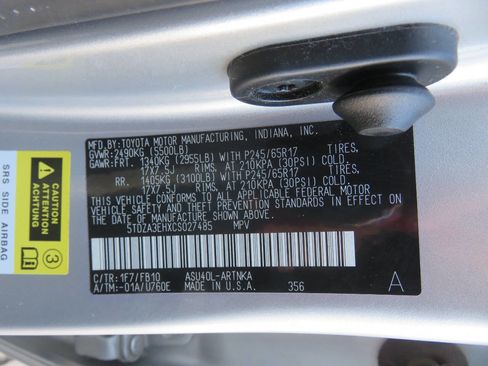 MFD.BY:TOYOTA MOTOR MANUFACTURING, INDIANA, INC.
GVWR:2490KG (5500LB)
GAWR:FRT. 1340KG (2955LB) WITH P245/65R17 TIRES,
17X7.5J RIMS, AT 210KPA (30PSI) COLD.
RR. 1405KG (3100LB) WITH P245/65R17 TIRES,
17X7.5J RIMS, AT 210KPA (30PSI) COLD.
THIS VEHICLE CONFORMS TO ALL APPLICABLE FEDERAL MOTOR
VEHICLE SAFETY AND THEFT PREVENTION STANDARDS IN EFFECT
ON THE DATE OF MANUFACTURE SHOWN ABOVE.
5TDZA3EHXCS027485 MPV
C/TR:1F7/FB10 ASU40L-ARTNKA
A/TM:-01A/U760E MADE IN U.S.A. 356
A
SRS SIDE AIRBAG
3